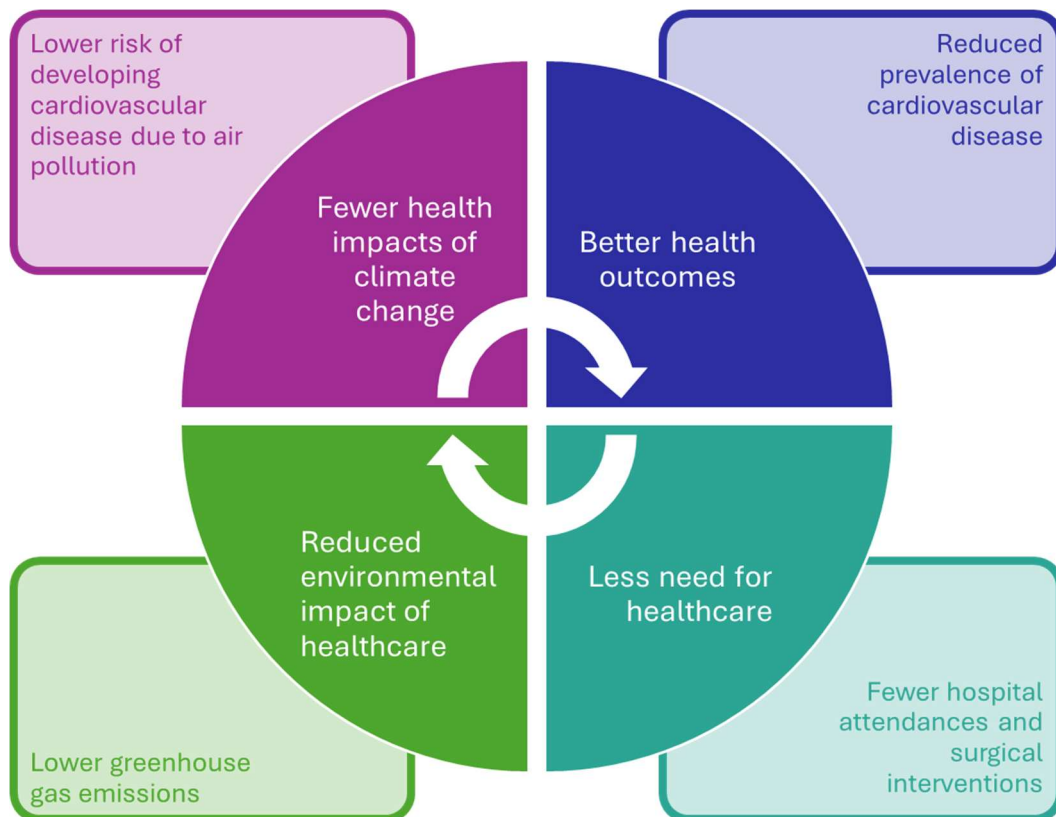 Lower risk of
developing
cardiovascular
disease due to air
pollution
Reduced
prevalence of
cardiovascular
disease
Fewer health
impacts of
climate
change
Better health
outcomes
Reduced
environmental
impact of
healthcare
Less need for
healthcare
Lower greenhouse
gas emissions
Fewer hospital
attendances and
surgical
interventions